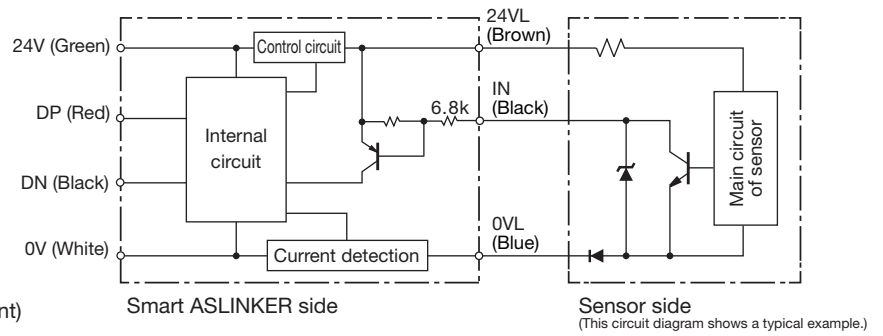 24V (Green)
DP (Red)
DN (Black)
0V (White)
Control circuit
Internal
circuit
6.8k
Current detection
24VL
(Brown)
IN
(Black)
0VL
(Blue)
Main circuit
of sensor
nt)
Smart ASLINKER side
Sensor side
(This circuit diagram shows a typical example.)